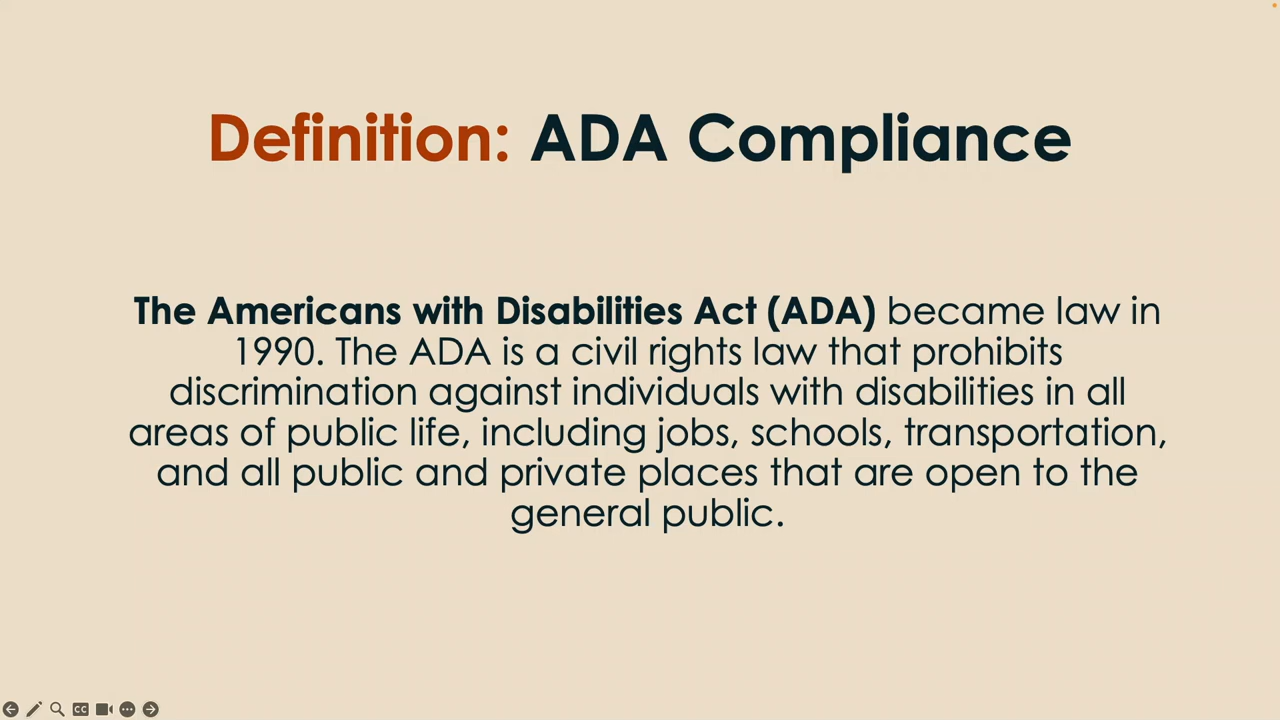 Definition: ADA Compliance
The Americans with Disabilities Act (ADA) became law in
1990. The ADA is a civil rights law that prohibits
discrimination against individuals with disabilities in all
areas of public life, including jobs, schools, transportation,
and all public and private places that are open to the
general public.
CC